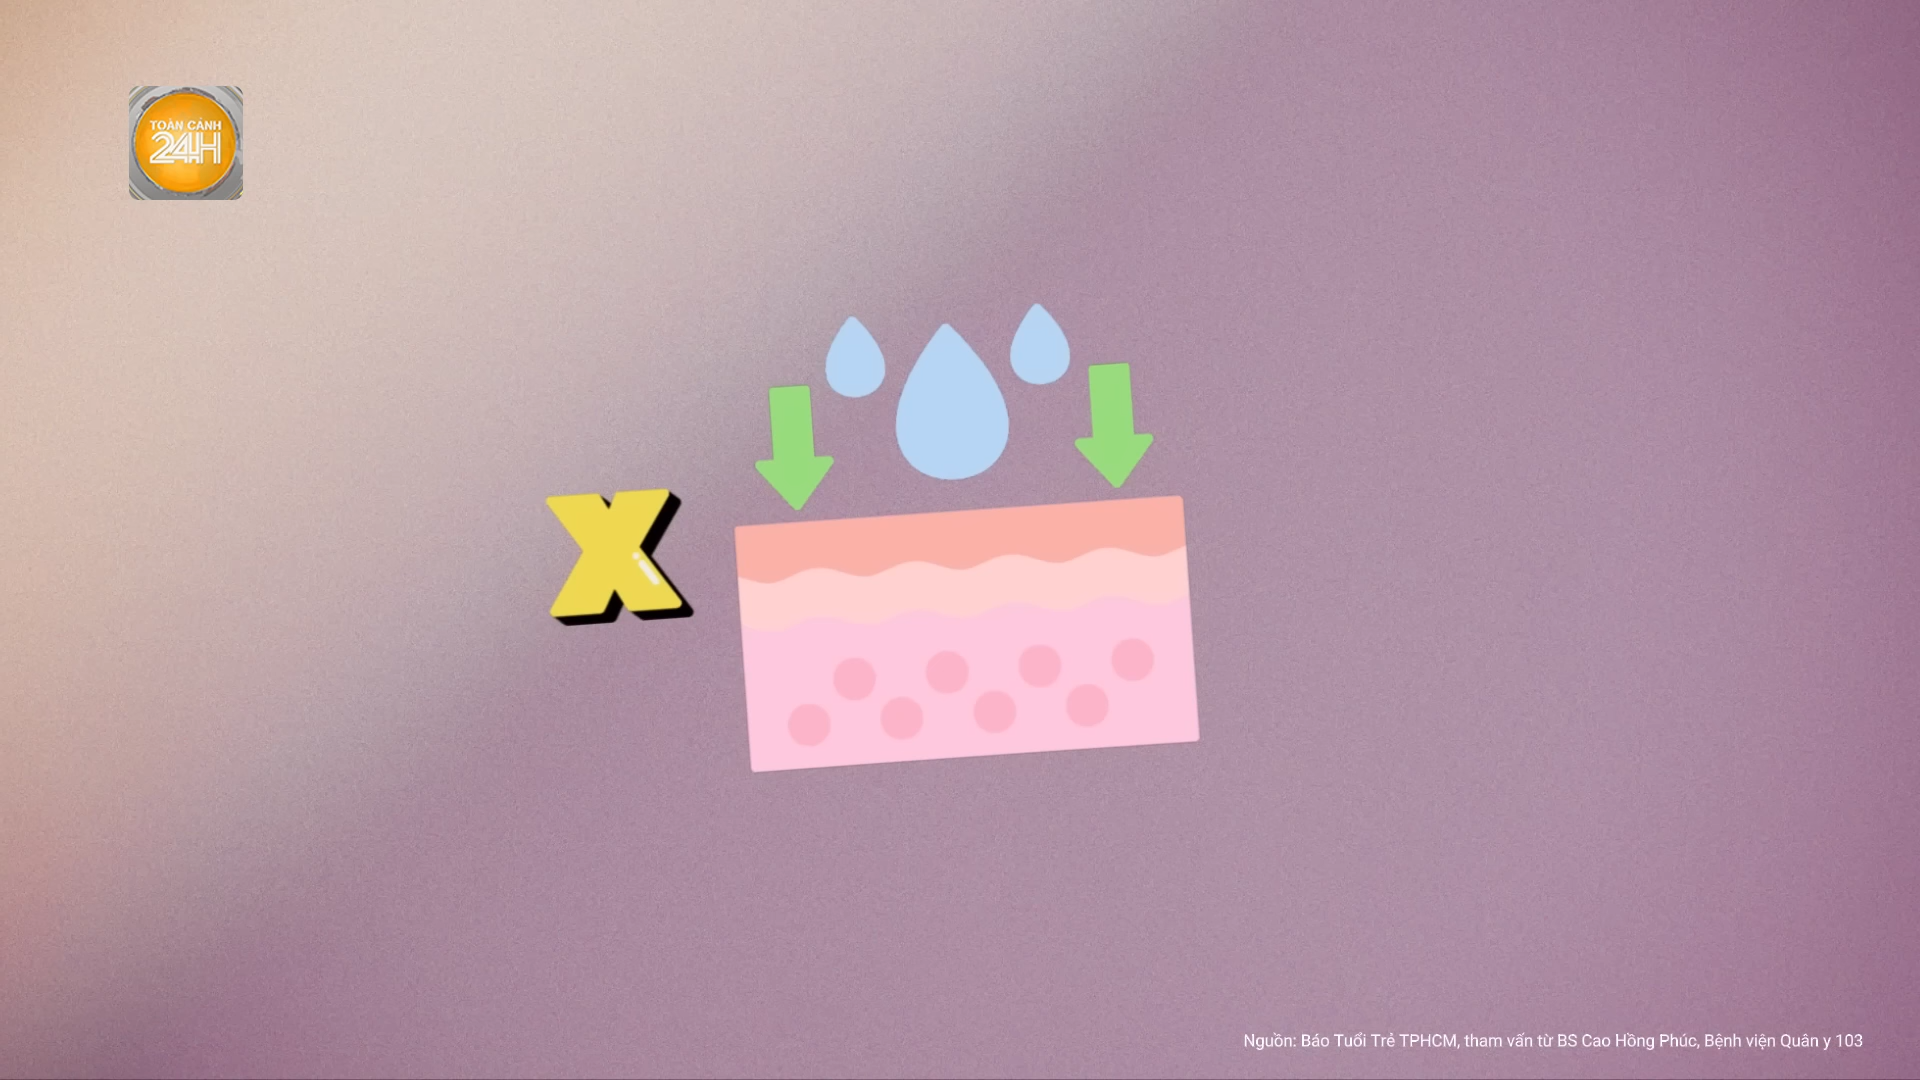 TOÀN CẢNH
24H
X
Nguồn: Báo Tuổi Trẻ TPHCM, tham vấn từ BS Cao Hồng Phúc, Bệnh viện Quân y 103